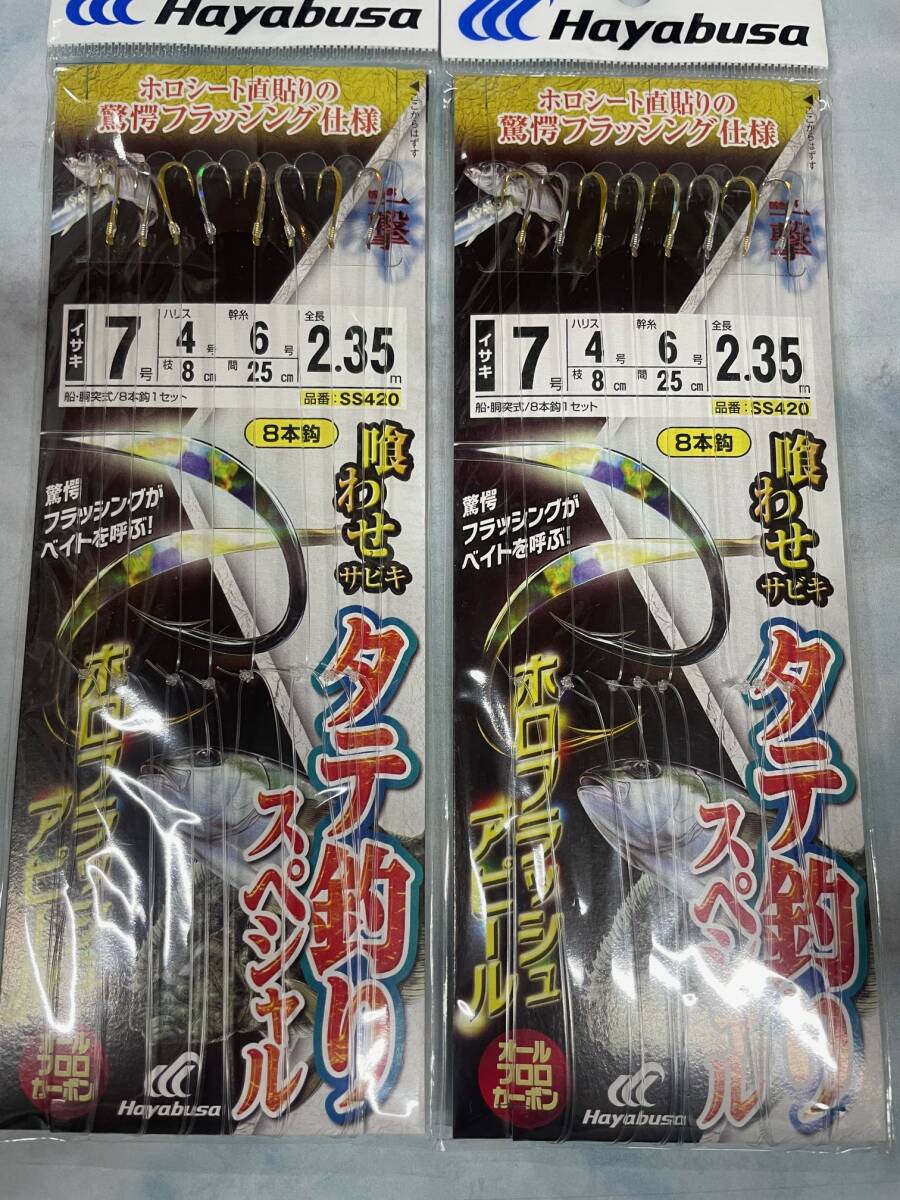 Hayabusa
ホロシート直貼りの
驚愕フラッシング仕様
ここからはずす
一撃
イサキ
7号
ハリス
4号
幹糸
6号
全長
2.35m
枝
8cm
間
25cm
船・胴突式/8本鈎1セット
品番:SS420
8本鈎
喰わせ
サビキ
驚愕
フラッシングが
ベイトを呼ぶ!
タテ釣り
スペシャル
ホロフラッシュ
アピール
オール
フロロ
カーボン
Hayabusa
Hayabusa
ホロシート直貼りの
驚愕フラッシング仕様
ここからはずす
一撃
イサキ
7号
ハリス
4号
幹糸
6号
全長
2.35m
枝
8cm
間
25cm
船・胴突式/8本鈎1セット
品番:SS420
8本鈎
喰わせ
サビキ
驚愕
フラッシングが
ベイトを呼ぶ!
タテ釣り
スペシャル
ホロフラッシュ
アピール
オール
フロロ
カーボン
Hayabusa